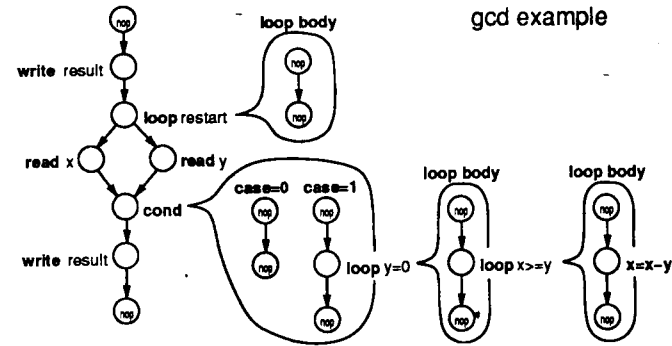 gcd example
nop
write result
loop restart
read x
read y
cond
write result
nop
loop body
nop
nop
case=0 case=1
nop nop
nop
loop y=0
nop
loop body
nop
loop x>=y
nop*
loop body
nop
x=x-y
nop